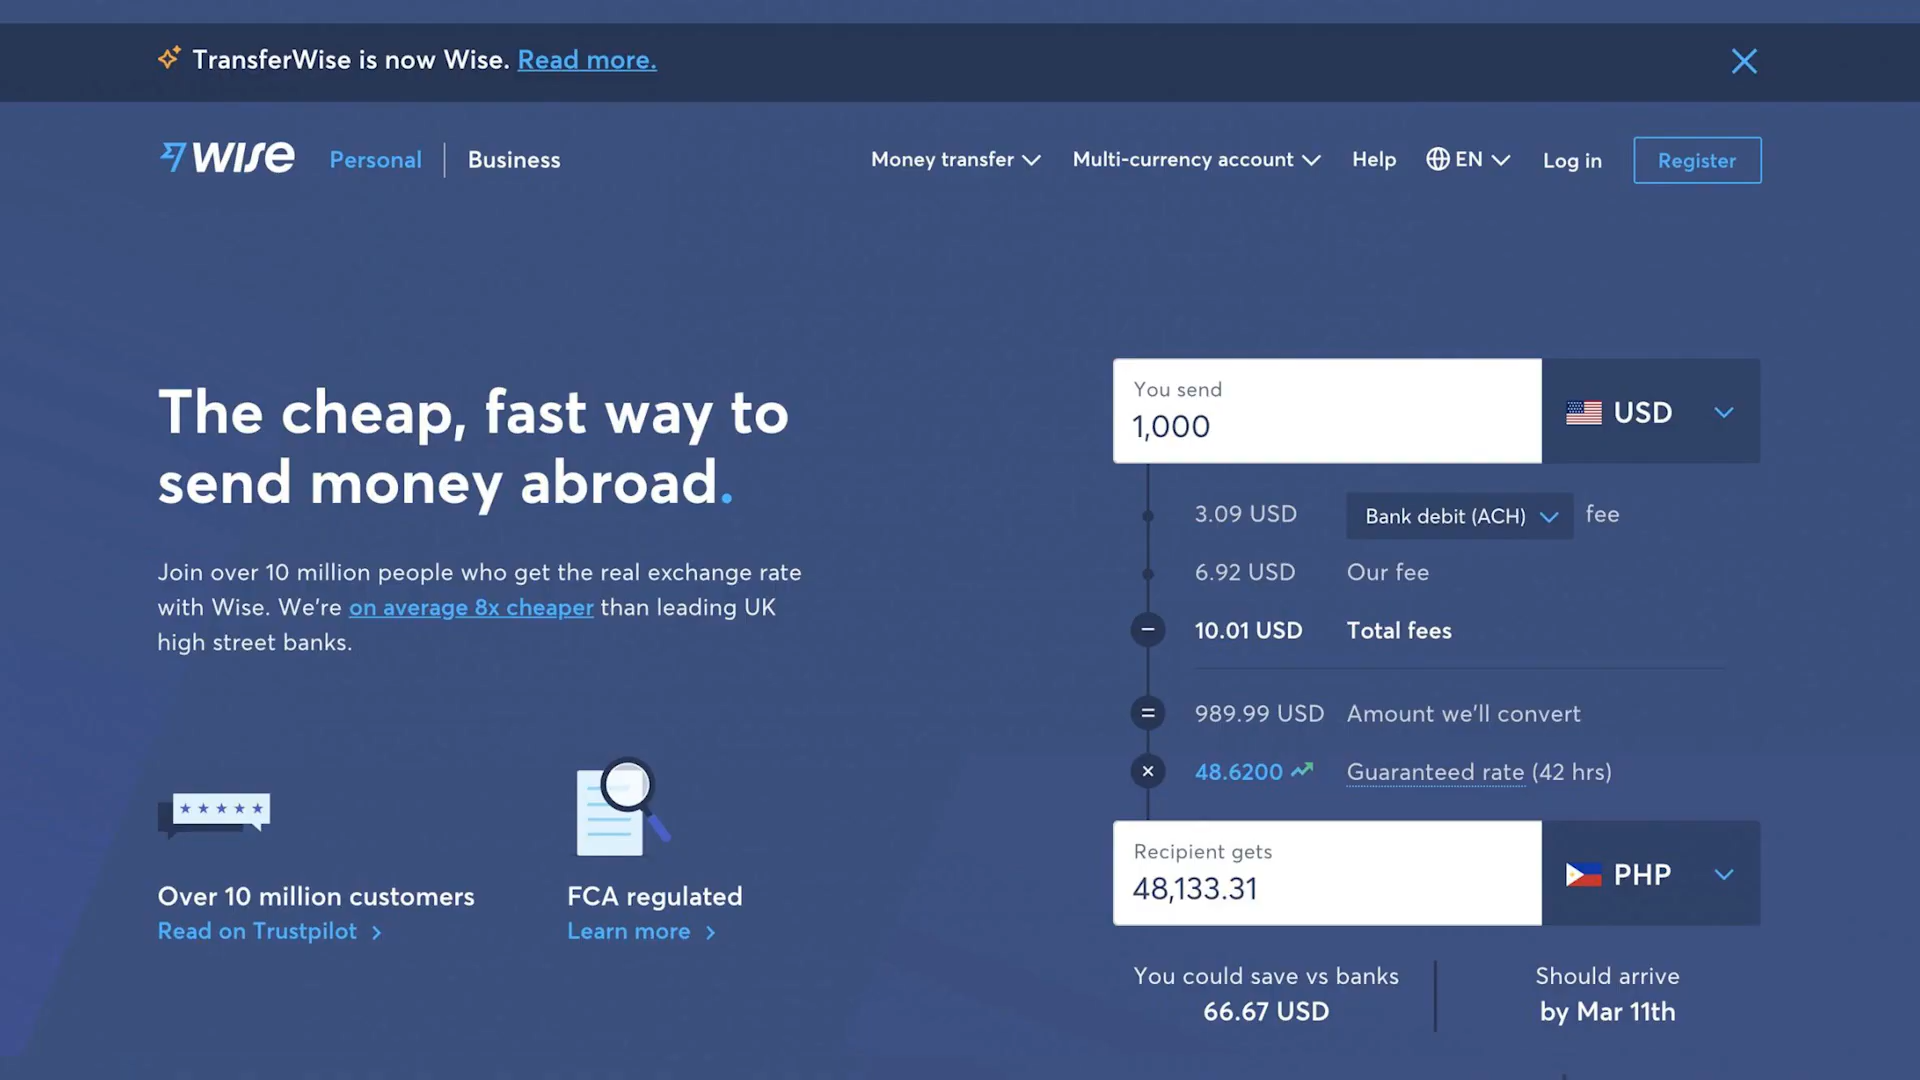 TransferWise is now Wise. Read more.
WISE Personal Business Money transfer Multi-currency account Help EN Log in Register
The cheap, fast way to
send money abroad.
Join over 10 million people who get the real exchange rate
with Wise. We're on average 8x cheaper than leading UK
high street banks.
Over 10 million customers
Read on Trustpilot
FCA regulated
Learn more
You send
1,000 USD
3.09 USD Bank debit (ACH) fee
6.92 USD Our fee
10.01 USD Total fees
989.99 USD Amount we'll convert
48.6200 Guaranteed rate (42 hrs)
Recipient gets
48,133.31 PHP
You could save vs banks
66.67 USD
Should arrive
by Mar 11th